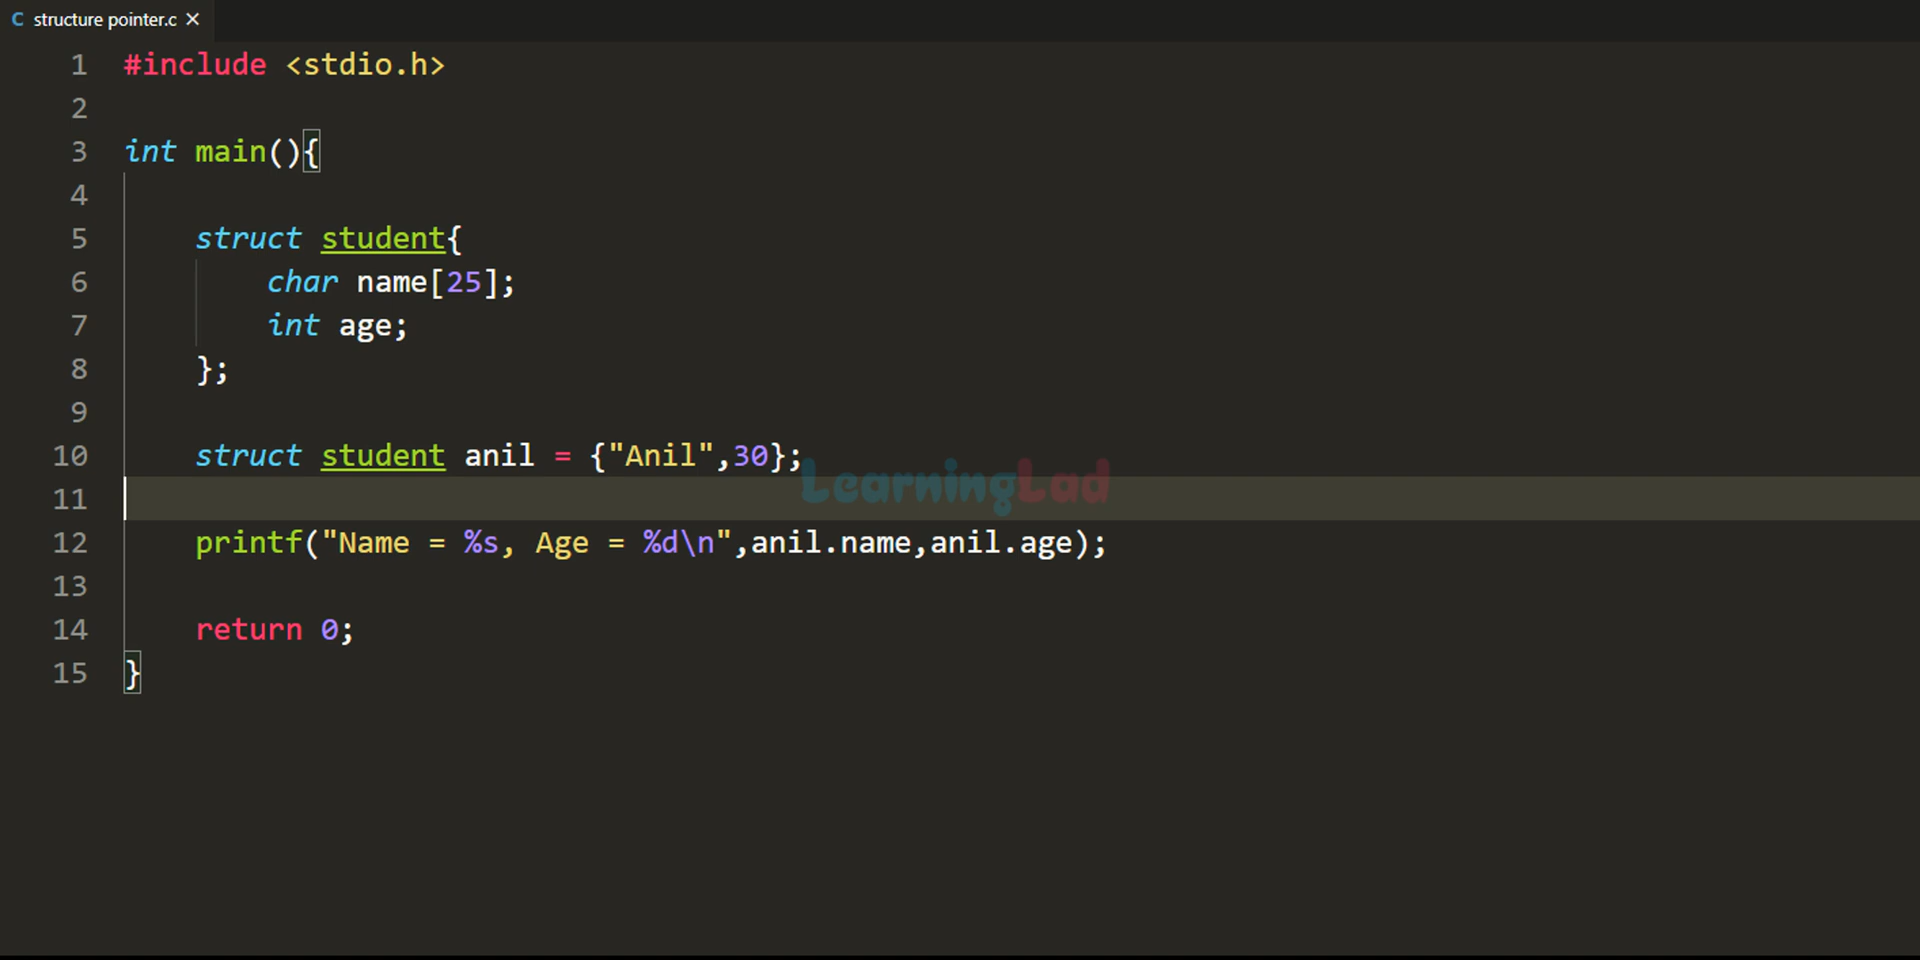 C structure pointer.c ✕
1 #include <stdio.h>
2
3 int main(){
4
5     struct student{
6         char name[25];
7         int age;
8     };
9
10     struct student anil = {"Anil",30};
LearningLad
11
12     printf("Name = %s, Age = %d\n",anil.name,anil.age);
13
14     return 0;
15 }